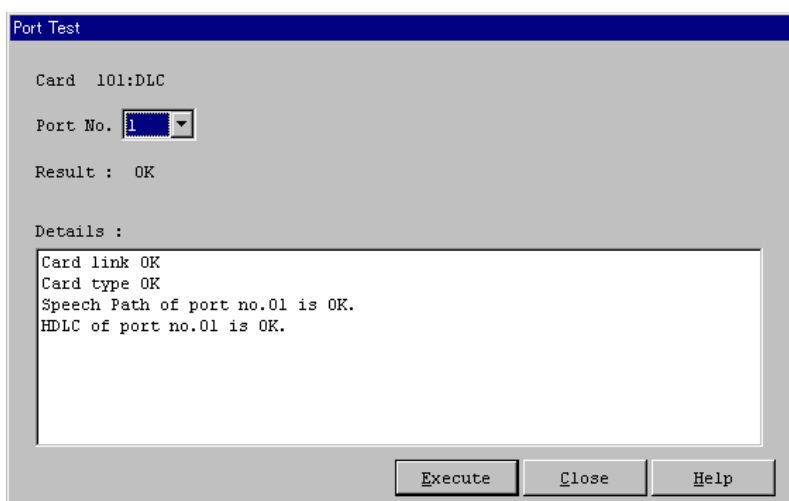 Port Test
Card 101:DLC
Port No. 1
Result : OK
Details :
Card link OK
Card type OK
Speech Path of port no.01 is OK.
HDLC of port no.01 is OK.
Execute Close Help